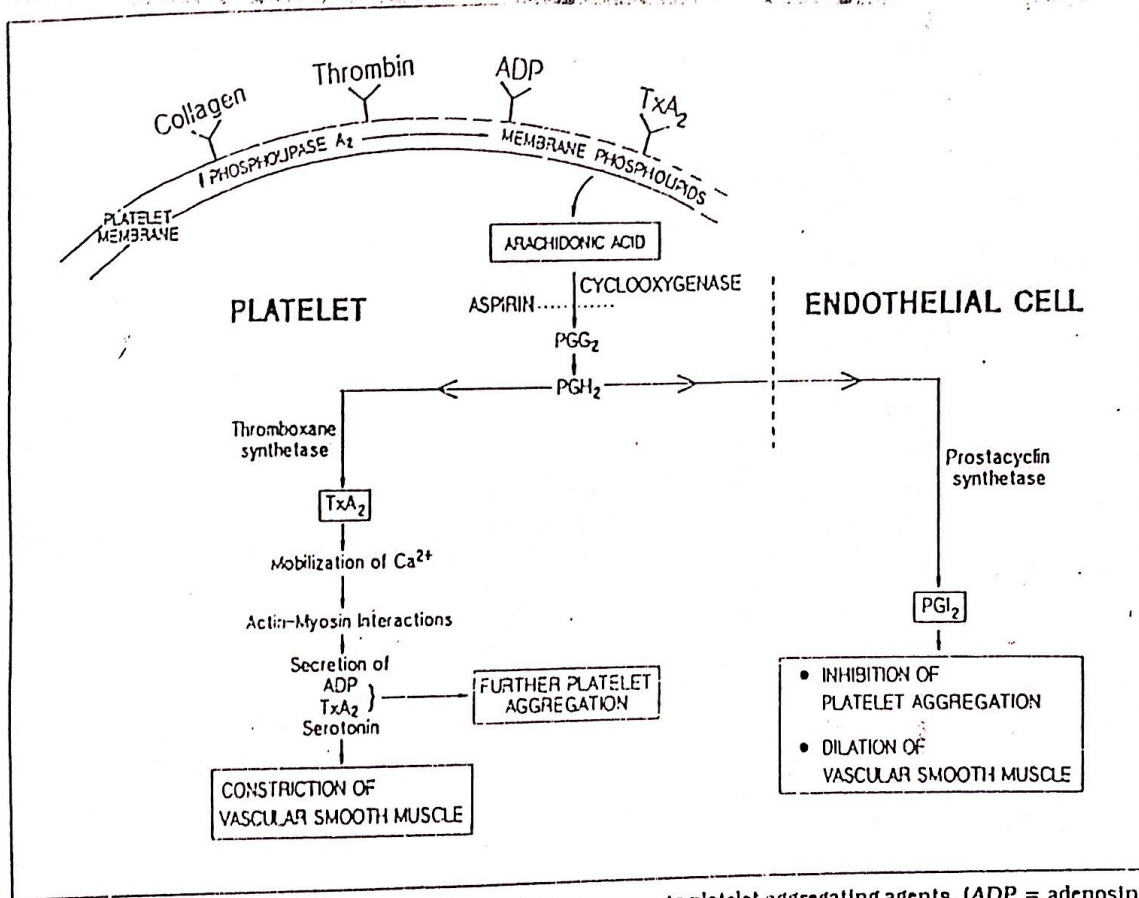 Collagen
Thrombin
ADP
TxA₂
PHOSPHOLIPASE A₂
MEMBRANE PHOSPHOLIPIDS
PLATELET
MEMBRANE
ARACHIDONIC ACID
CYCLOOXYGENASE
ASPIRIN
PLATELET
ENDOTHELIAL CELL
PGG₂
PGH₂
Thromboxane
synthetase
Prostacyclin
synthetase
TxA₂
Mobilization of Ca²⁺
Actin-Myosin Interactions
PGI₂
Secretion of
ADP
TxA₂ }
Serotonin
FURTHER PLATELET
AGGREGATION
• INHIBITION OF
PLATELET AGGREGATION
• DILATION OF
VASCULAR SMOOTH MUSCLE
CONSTRICTION OF
VASCULAR SMOOTH MUSCLE
platelet aggregating agents. (ADP = adenosin